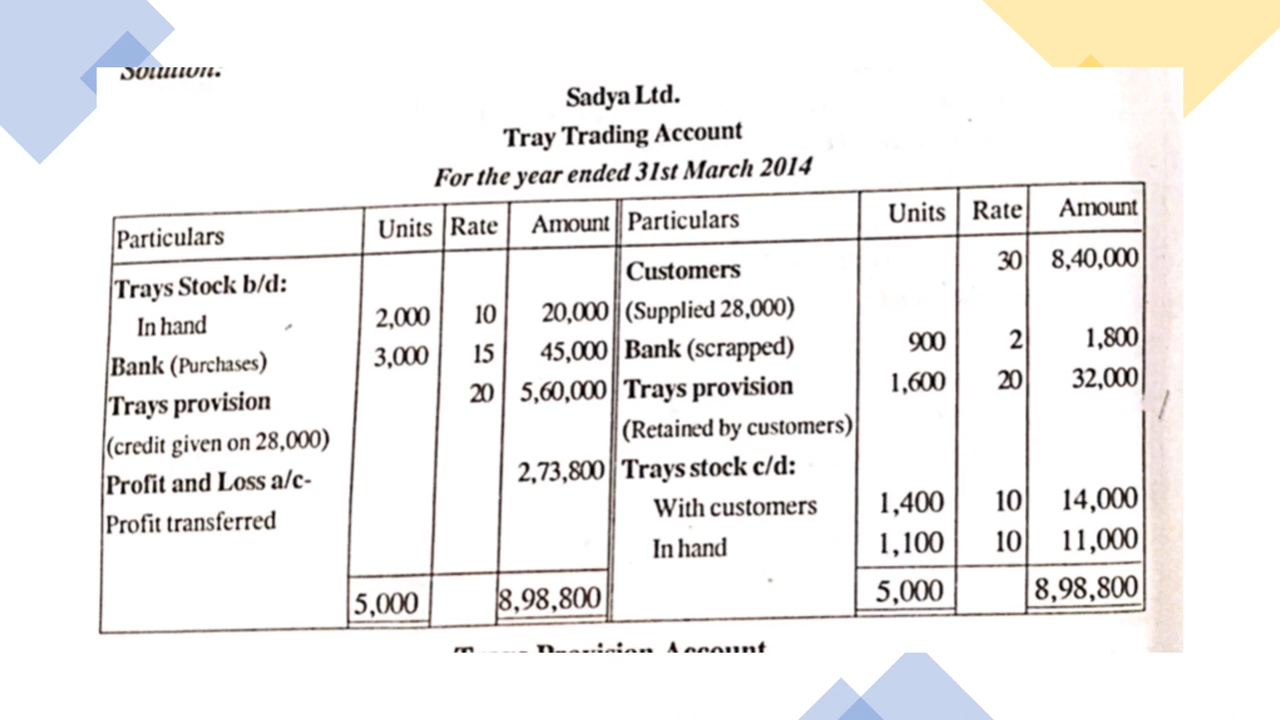 Solution:
Sadya Ltd.
Tray Trading Account
For the year ended 31st March 2014
Particulars Units Rate Amount Particulars Units Rate Amount
Trays Stock b/d: Customers 30 8,40,000
In hand 2,000 10 20,000 (Supplied 28,000)
Bank (Purchases) 3,000 15 45,000 Bank (scrapped) 900 2 1,800
Trays provision 20 5,60,000 Trays provision 1,600 20 32,000
(credit given on 28,000) (Retained by customers)
Profit and Loss a/c- 2,73,800 Trays stock c/d:
Profit transferred With customers 1,400 10 14,000
In hand 1,100 10 11,000
5,000 8,98,800 5,000 8,98,800
Trays Provision Account